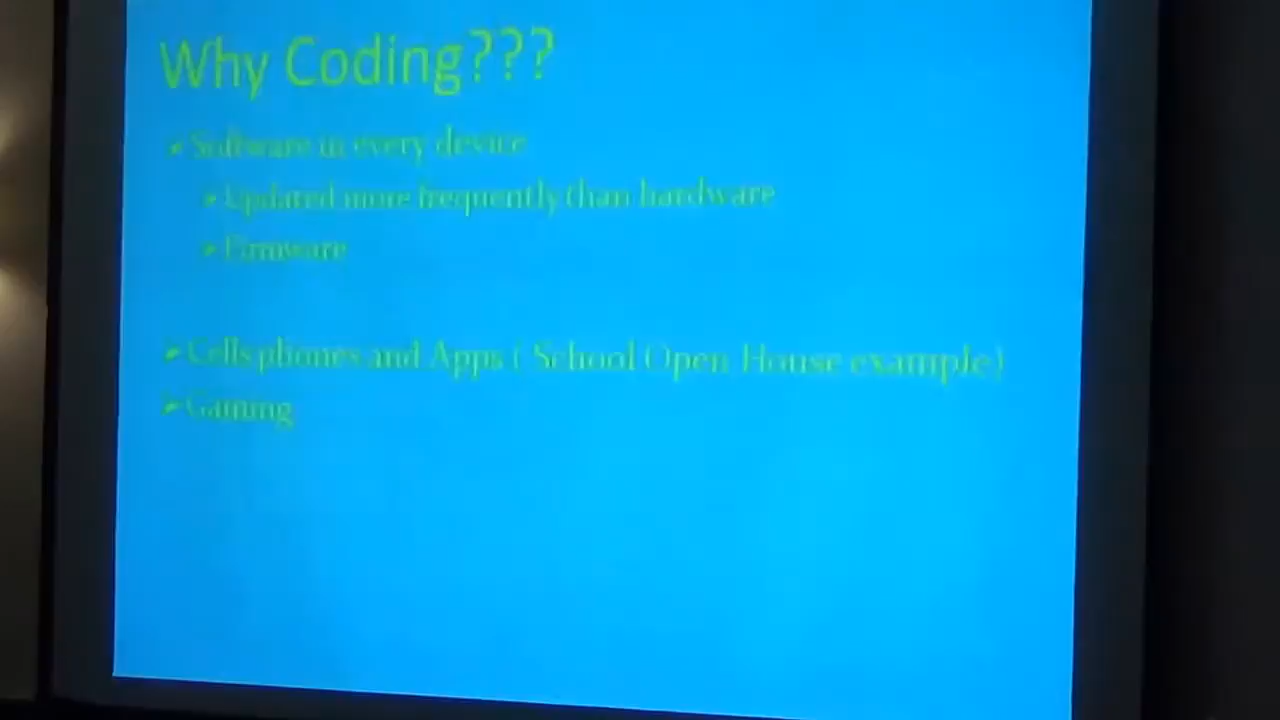 Why Coding???
Software in every device
Updated more frequently than hardware
Firmware
Cells phones and Apps ( School Open House example)
Gaming